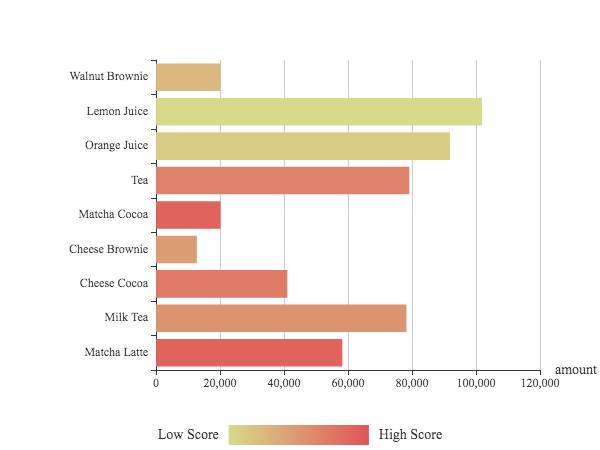 Walnut Brownie
Lemon Juice
Orange Juice
Tea
Matcha Cocoa
Cheese Brownie
Cheese Cocoa
Milk Tea
Matcha Latte
amount
0 20,000 40,000 60,000 80,000 100,000 120,000
Low Score High Score